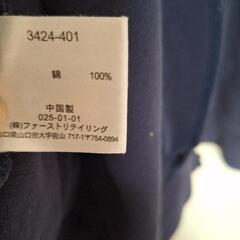 3424-401
綿 100%
中国製
025-01-01
(株)ファーストリテイリング
山口県山口市大字佐山 717-1〒754-0894